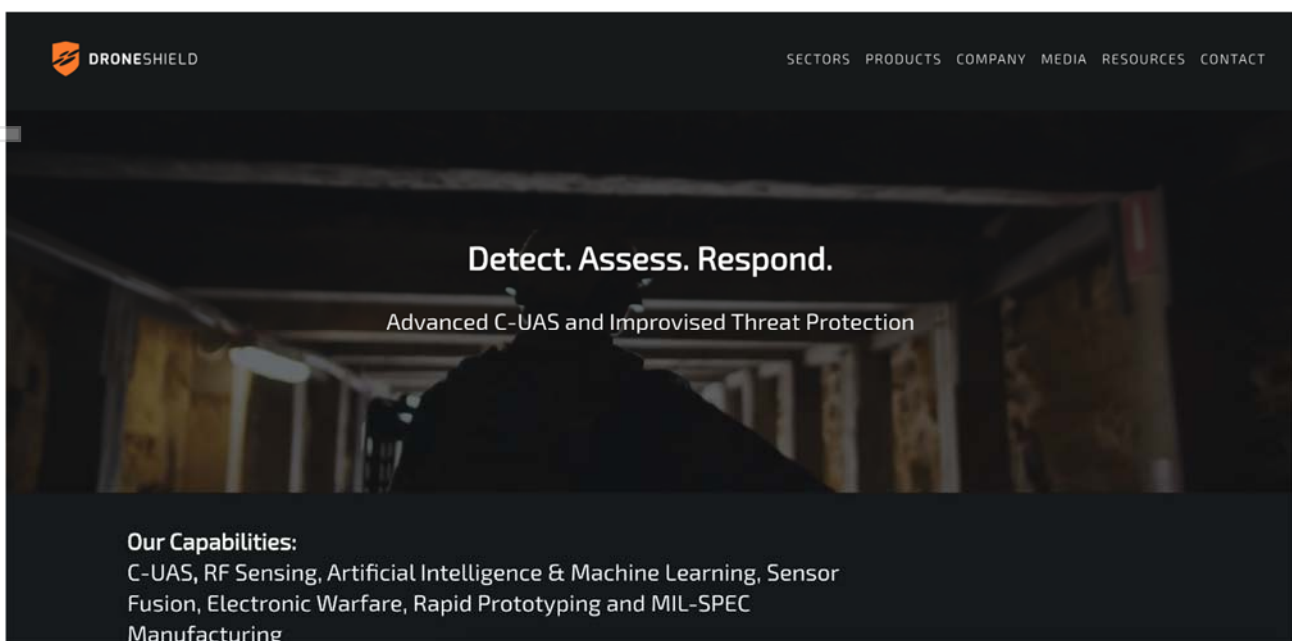 DRONESHIELD
SECTORS PRODUCTS COMPANY MEDIA RESOURCES CONTACT
Detect. Assess. Respond.
Advanced C-UAS and Improvised Threat Protection
Our Capabilities:
C-UAS, RF Sensing, Artificial Intelligence & Machine Learning, Sensor
Fusion, Electronic Warfare, Rapid Prototyping and MIL-SPEC
Manufacturing